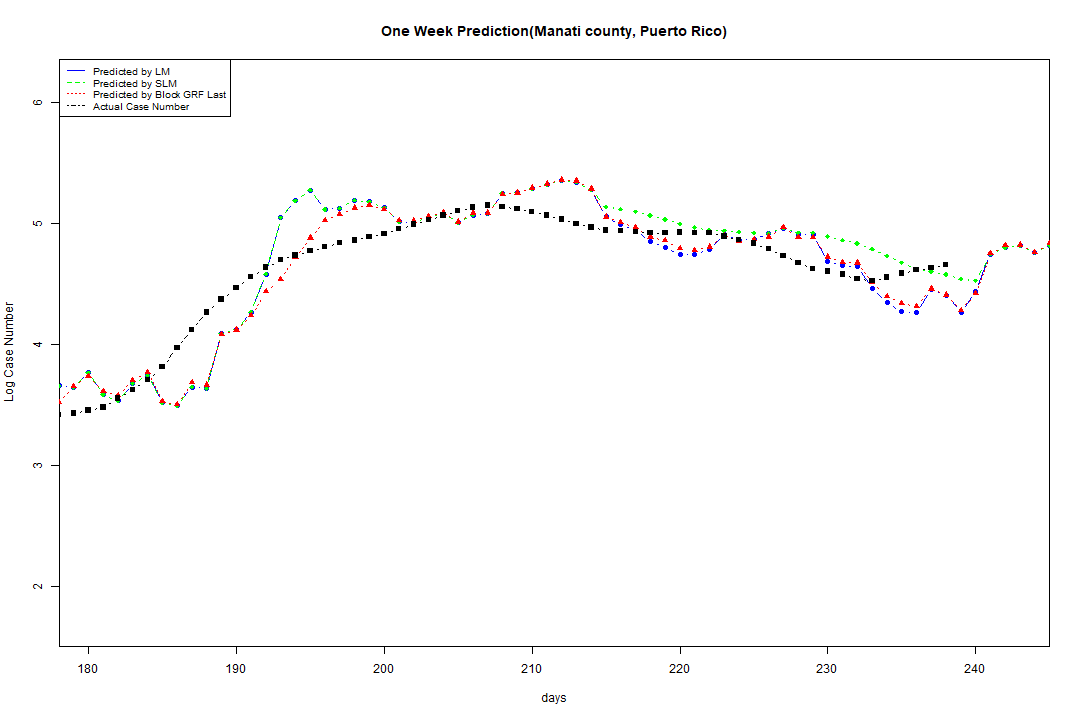 One Week Prediction(Manati county, Puerto Rico)
Predicted by LM
Predicted by SLM
Predicted by Block GRF Last
Actual Case Number
6
5
4
3
2
Log Case Number
180 190 200 210 220 230 240
days